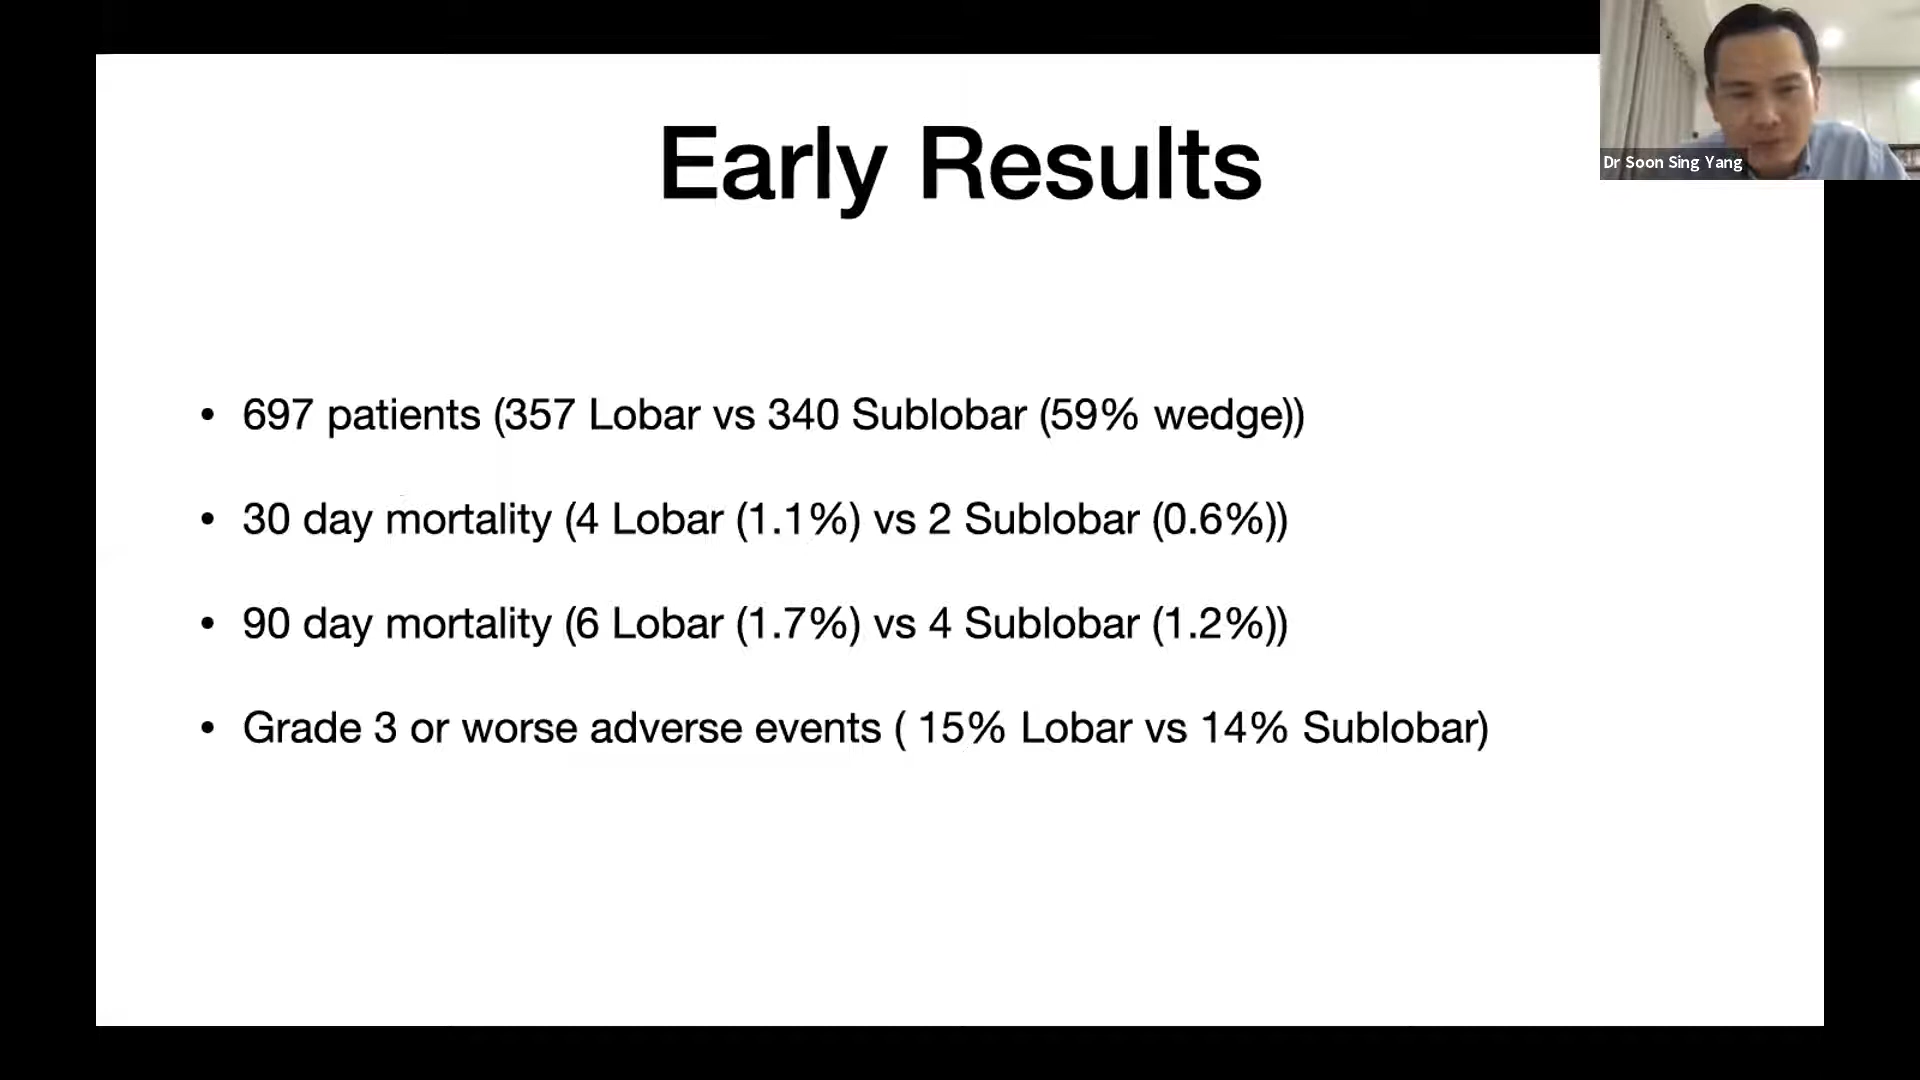 Early Results
Dr Soon Sing Yang
• 697 patients (357 Lobar vs 340 Sublobar (59% wedge))
• 30 day mortality (4 Lobar (1.1%) vs 2 Sublobar (0.6%))
• 90 day mortality (6 Lobar (1.7%) vs 4 Sublobar (1.2%))
• Grade 3 or worse adverse events ( 15% Lobar vs 14% Sublobar)